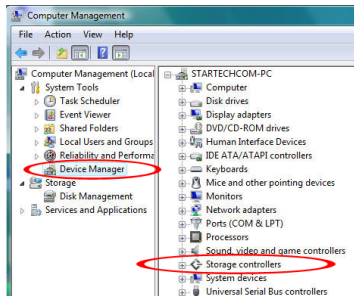 Computer Management
File Action View Help
Computer Management (Local
System Tools
Task Scheduler
Event Viewer
Shared Folders
Local Users and Groups
Reliability and Performa
Device Manager
Storage
Disk Management
Services and Applications
STARTECHCOM-PC
Computer
Disk drives
Display adapters
DVD/CD-ROM drives
Human Interface Devices
IDE ATA/ATAPI controllers
Keyboards
Mice and other pointing devices
Monitors
Network adapters
Ports (COM & LPT)
Processors
Sound, video and game controllers
Storage controllers
System devices
Universal Serial Bus controllers